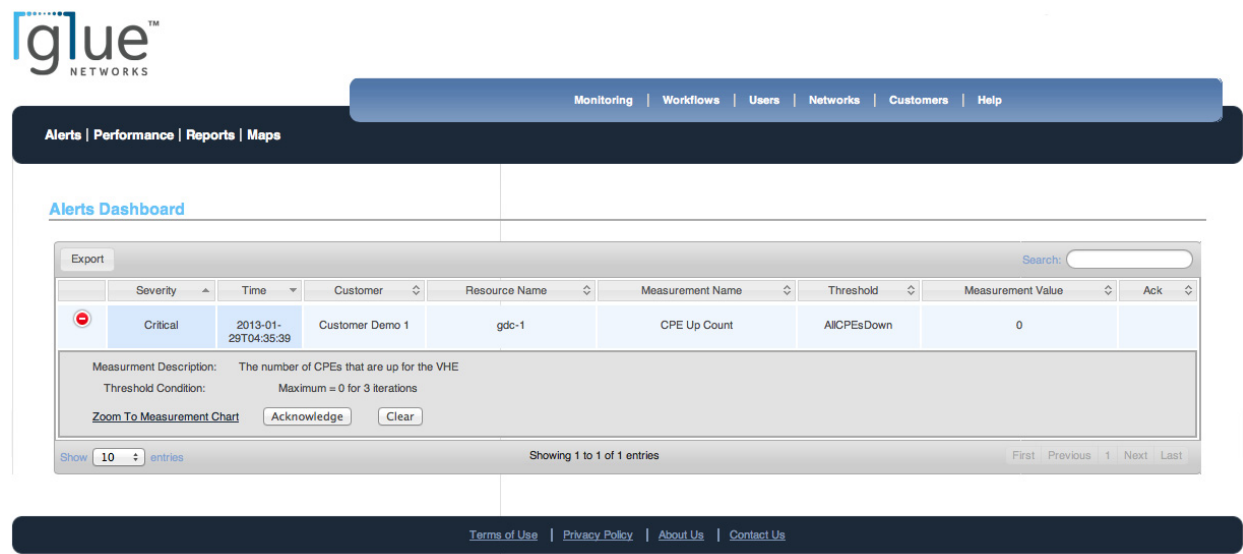 glue™
NETWORKS
Monitoring | Workflows | Users | Networks | Customers | Help
Alerts | Performance | Reports | Maps
Alerts Dashboard
Export Search:
Severity Time Customer Resource Name Measurement Name Threshold Measurement Value Ack
Critical 2013-01- Customer Demo 1 gdc-1 CPE Up Count AllCPEsDown 0
29T04:35:39
Measurment Description: The number of CPEs that are up for the VHE
Threshold Condition: Maximum = 0 for 3 iterations
Zoom To Measurement Chart Acknowledge Clear
Show 10 entries Showing 1 to 1 of 1 entries First Previous 1 Next Last
Terms of Use | Privacy Policy | About Us | Contact Us